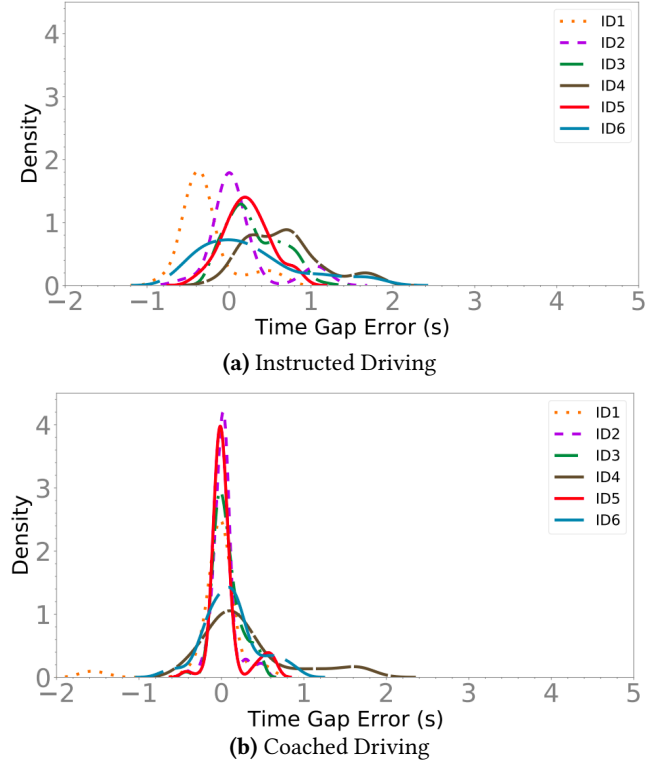 4
3
2
1
0
Density
−2
−1
0
1
2
3
4
5
Time Gap Error (s)
ID1
ID2
ID3
ID4
ID5
ID6
(a) Instructed Driving
4
3
2
1
0
Density
−2
−1
0
1
2
3
4
5
Time Gap Error (s)
ID1
ID2
ID3
ID4
ID5
ID6
(b) Coached Driving